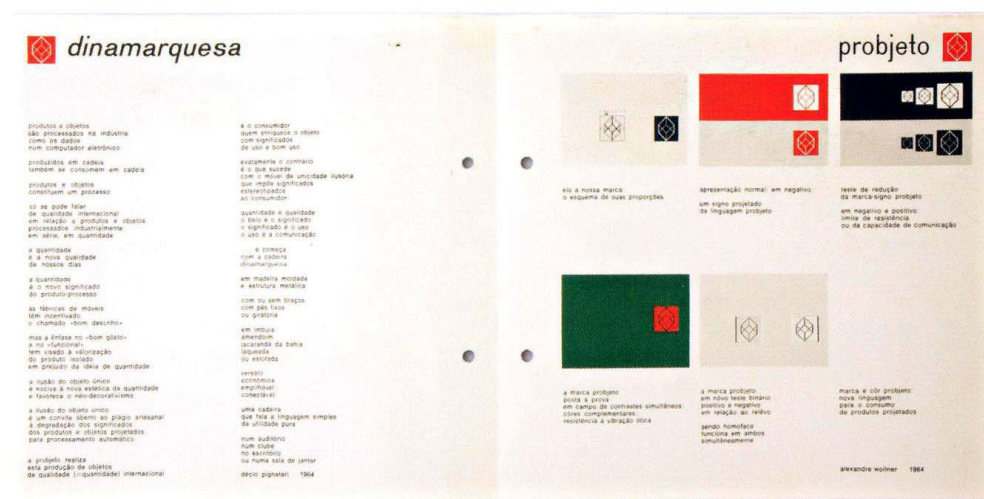 dinamarquesa
produtos e objetos
são processados na indústria
como os dados
num computador eletrônico
produzidos em cadeia
também se consomem em cadeia
produtos e objetos
constituem um processo
só se pode falar
de qualidade internacional
em relação a produtos e objetos
processados industrialmente
em série, em quantidade
a quantidade
é a nova qualidade
de nossos dias
a quantidade
é o novo significado
do produto-processo
as fábricas de móveis
têm incentivado
o chamado «bom desenho»
mas a ênfase no «bom gôsto»
e no «funcional»
tem visado à valorização
do produto isolado
em prejuízo da idéia de quantidade
a ilusão do objeto único
é nociva à nova estética de quantidade
e favorece o néo-decorativismo
a ilusão do objeto único
é um convite aberto ao plágio artesanal
à degradação dos significados
dos produtos e objetos projetados
para processamento automático
a probjeto realiza
esta produção de objetos
de qualidade (=quantidade) internacional
é o consumidor
quem enriquece o objeto
com significados
de uso e bom uso
exatamente o contrário
é o que sucede
com o móvel de unicidade ilusória
que impõe significados
estereotipados
ao consumidor
quantidade é qualidade
o belo é o significado
o significado é o uso
o uso é a comunicação
e começa
com a cadeira
dinamarquesa
em madeira moldada
e estrutura metálica
com ou sem braços
com pés fixos
ou giratória
em imbuia
amendoim
jacarandá da bahia
laqueada
ou estofada
versátil
econômica
empilhável
conectável
uma cadeira
que fala a linguagem simples
da utilidade pura
num auditório
num clube
no escritório
ou numa sala de jantar
décio pignatari 1964
probjeto
eis a nossa marca
o esquema de suas proporções
apresentação normal: em negativo
um signo projetado
da linguagem probjeto
teste de redução
da marca-signo probjeto
em negativo e positivo:
limite de resistência
ou da capacidade de comunicação
a marca probjeto
posta à prova
em campo de contrastes simultâneos:
côres complementares:
resistência à vibração ótica
a marca probjeto
em nôvo teste binário
positivo e negativo
em relação ao relêvo
sendo homoface
funciona em ambos
simultâneamente
marca e côr probjeto:
nova linguagem
para o consumo
de produtos projetados
alexandre wollner 1964